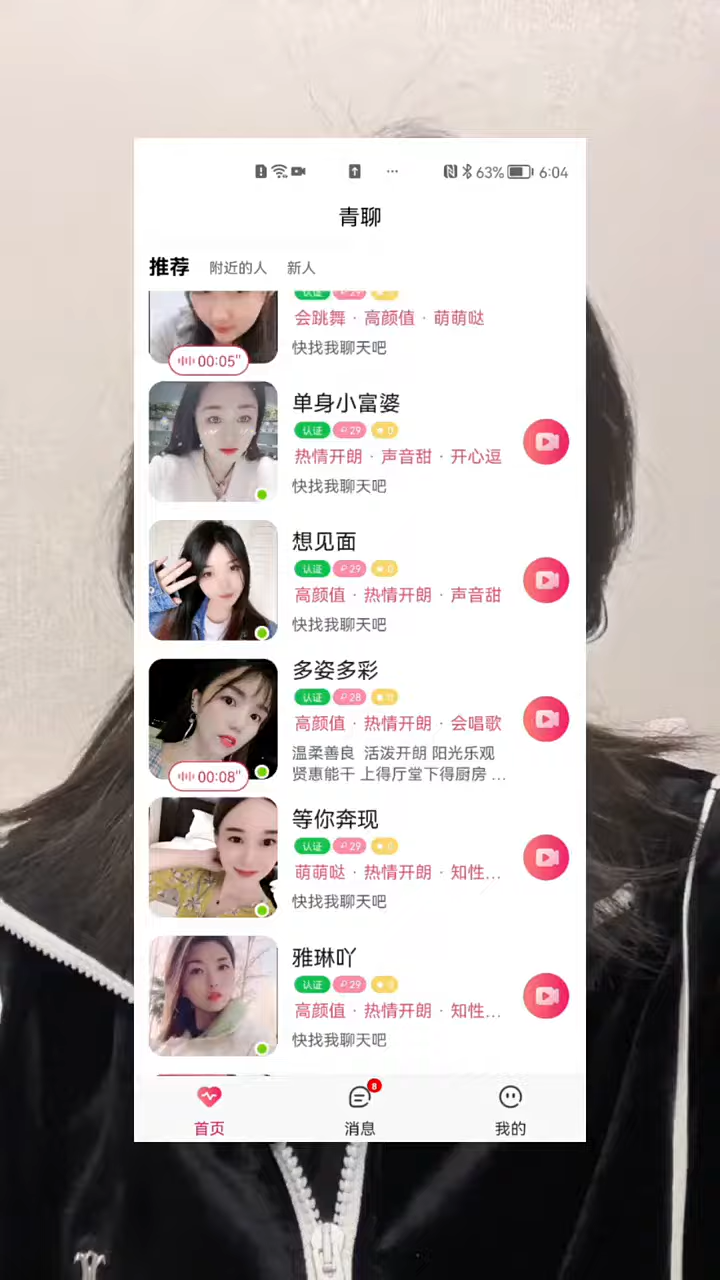 63% 6:04
青聊
推荐 附近的人 新人
认证 29
会跳舞 · 高颜值 · 萌萌哒
00:05"
快找我聊天吧
单身小富婆
认证 29 0
热情开朗 · 声音甜 · 开心逗
快找我聊天吧
想见面
认证 29 0
高颜值 · 热情开朗 · 声音甜
快找我聊天吧
多姿多彩
认证 28 0
高颜值 · 热情开朗 · 会唱歌
温柔善良 活泼开朗 阳光乐观
贤惠能干 上得厅堂下得厨房 ...
00:08"
等你奔现
认证 29 0
萌萌哒 · 热情开朗 · 知性...
快找我聊天吧
雅琳吖
认证 29 0
高颜值 · 热情开朗 · 知性...
快找我聊天吧
8
首页 消息 我的